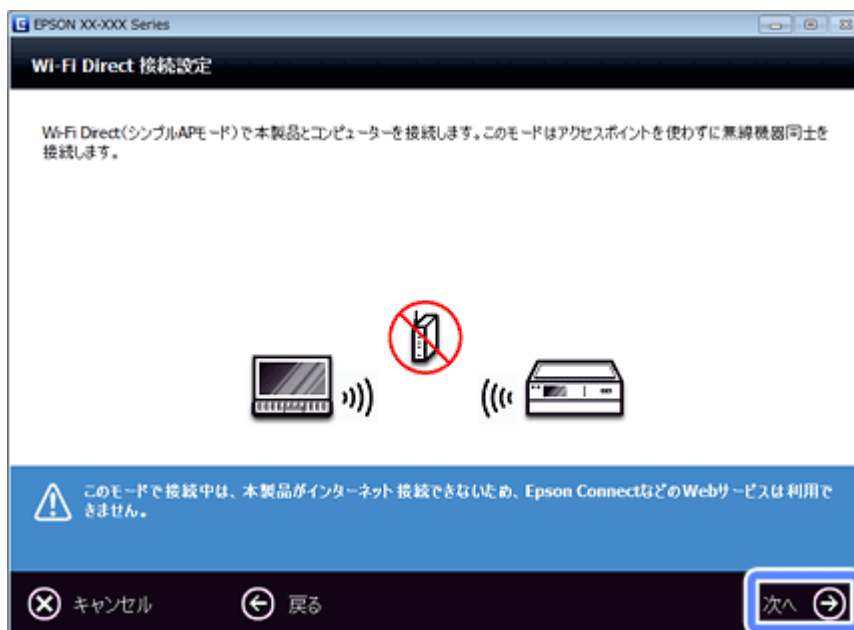 EPSON XX-XXX Series
Wi-Fi Direct 接続設定
Wi-Fi Direct(シンプルAPモード)で本製品とコンピューターを接続します。このモードはアクセスポイントを使わずに無線機器同士を
接続します。
このモードで接続中は、本製品がインターネット接続できないため、Epson ConnectなどのWebサービスは利用で
きません。
キャンセル 戻る 次へ